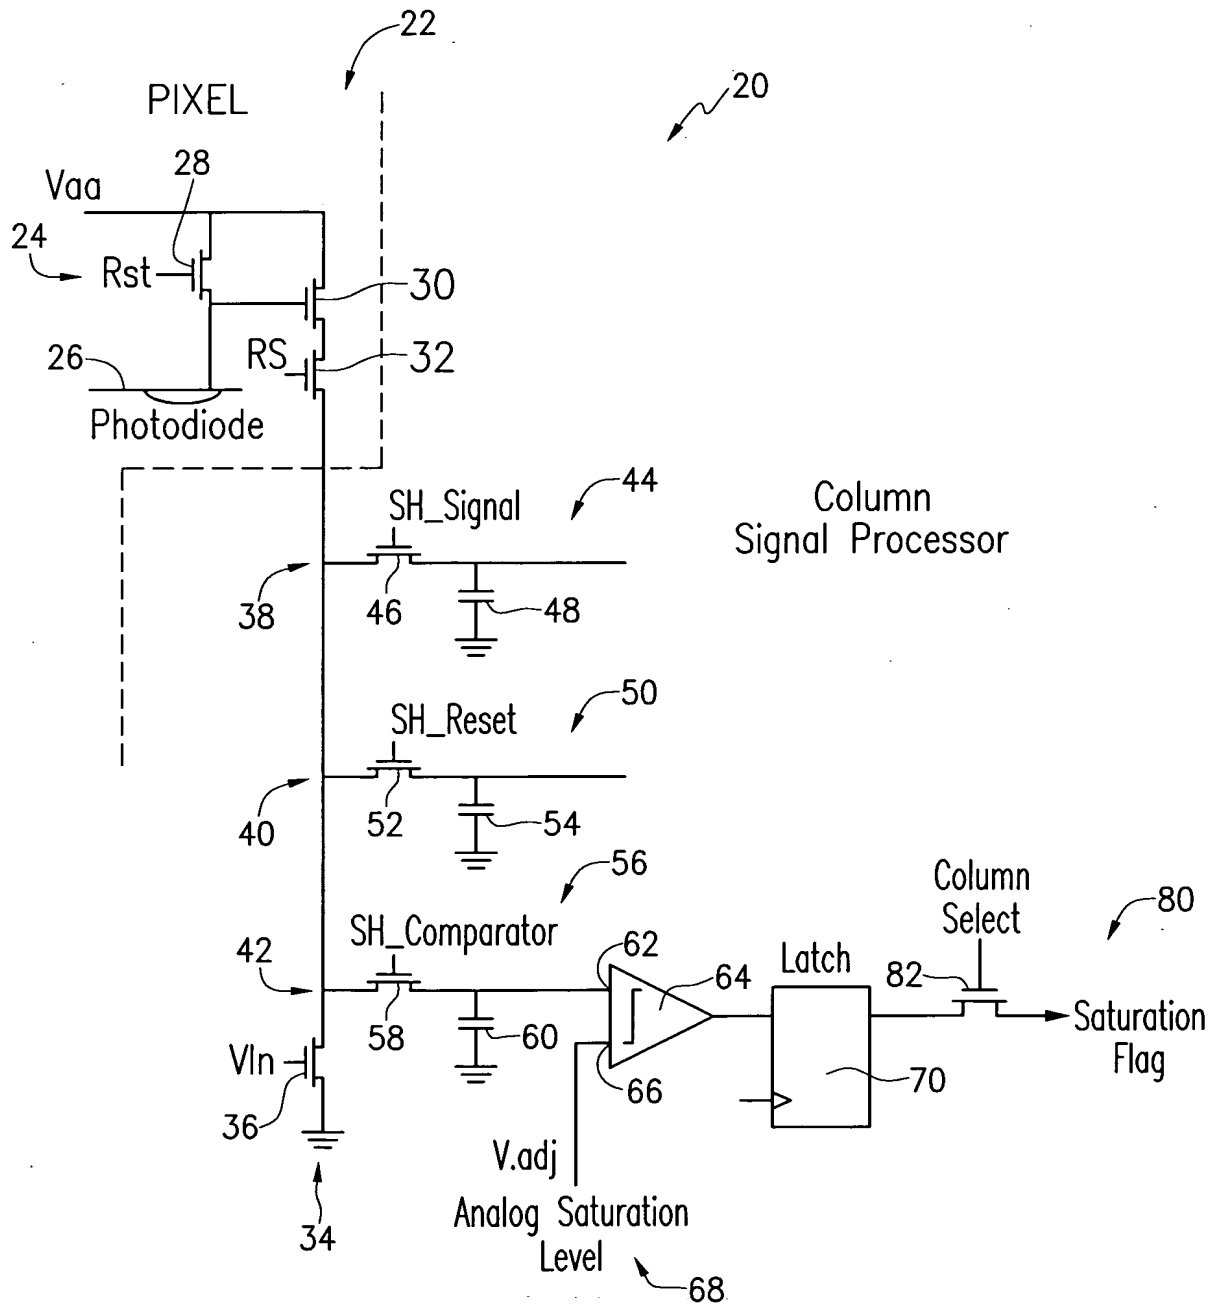 22
PIXEL
20
28
Vaa
24
Rst
30
RS
32
26
Photodiode
44
SH_Signal
Column
Signal Processor
38
46
48
50
SH_Reset
40
52
54
56
Column
Select
80
SH_Comparator
42
62
Latch
64
82
58
60
Saturation
Flag
Vln
66
70
36
V.adj
Analog Saturation
Level
34
68